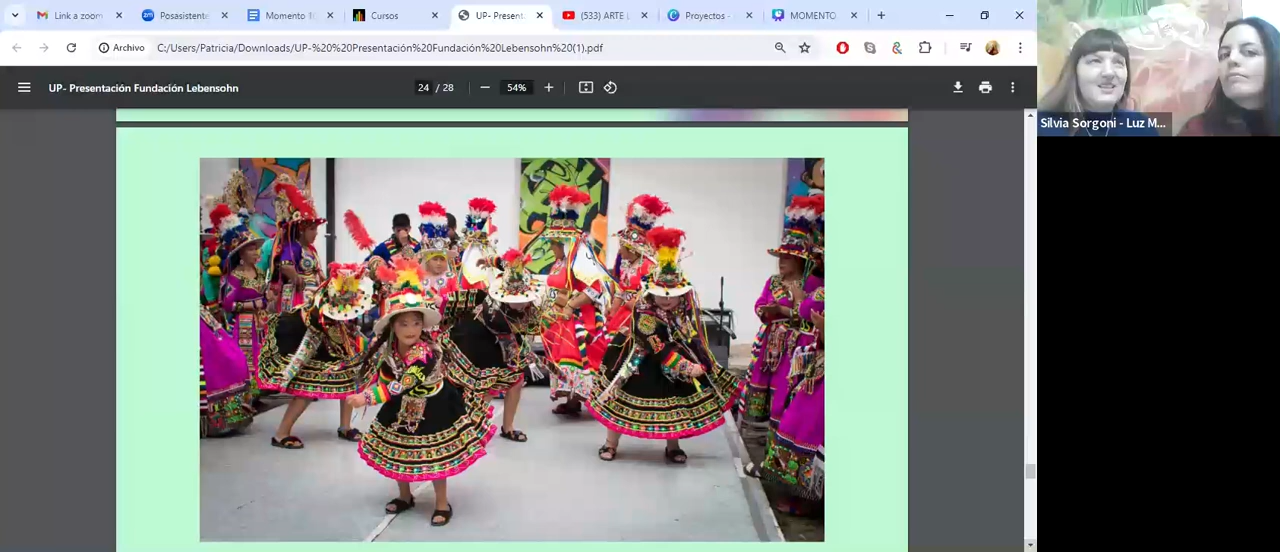 Link a zoom
Posasistente
Momento 1
Cursos
UP- Present
(533) ARTE
Proyectos -
MOMENTO
Archivo
C:/Users/Patricia/Downloads/UP-%20%20Presentación%20Fundación%20Lebensohn%20(1).pdf
UP- Presentación Fundación Lebensohn
24 / 28
54%
Silvia Sorgoni - Luz M...